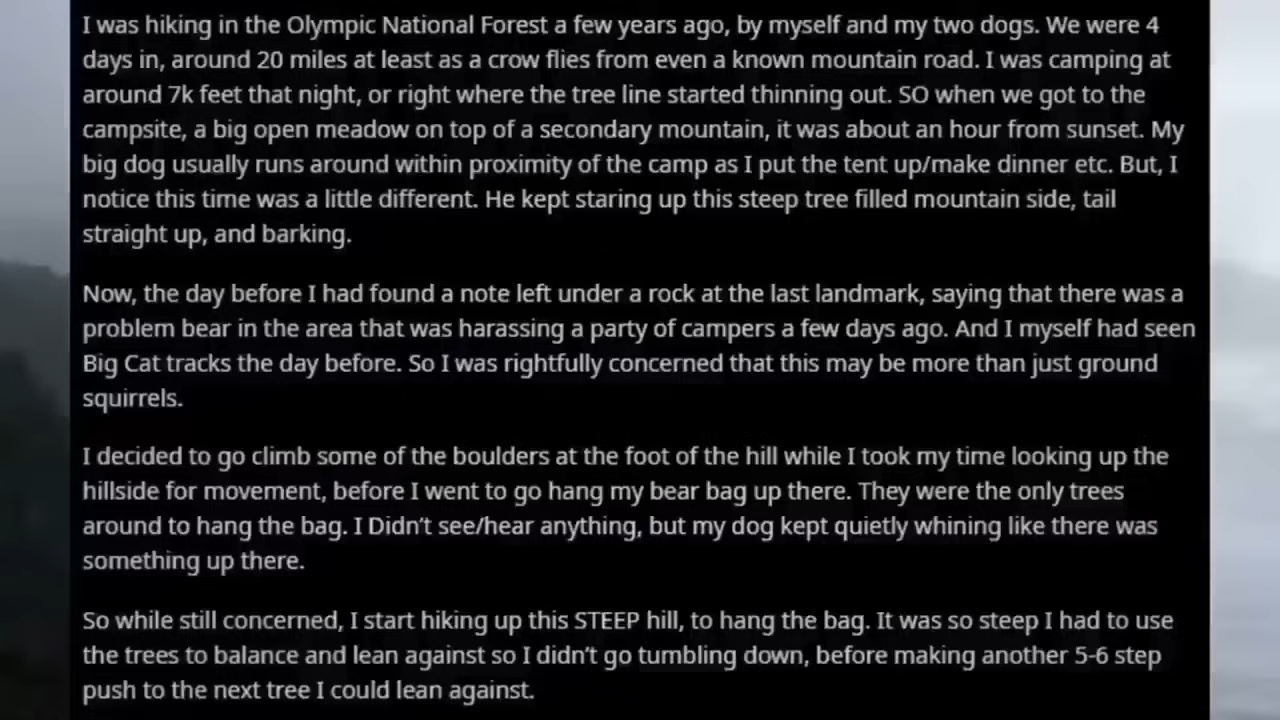 I was hiking in the Olympic National Forest a few years ago, by myself and my two dogs. We were 4
days in, around 20 miles at least as a crow flies from even a known mountain road. I was camping at
around 7k feet that night, or right where the tree line started thinning out. SO when we got to the
campsite, a big open meadow on top of a secondary mountain, it was about an hour from sunset. My
big dog usually runs around within proximity of the camp as I put the tent up/make dinner etc. But, I
notice this time was a little different. He kept staring up this steep tree filled mountain side, tail
straight up, and barking.
Now, the day before I had found a note left under a rock at the last landmark, saying that there was a
problem bear in the area that was harassing a party of campers a few days ago. And I myself had seen
Big Cat tracks the day before. So I was rightfully concerned that this may be more than just ground
squirrels.
I decided to go climb some of the boulders at the foot of the hill while I took my time looking up the
hillside for movement, before I went to go hang my bear bag up there. They were the only trees
around to hang the bag. I Didn't see/hear anything, but my dog kept quietly whining like there was
something up there.
So while still concerned, I start hiking up this STEEP hill, to hang the bag. It was so steep I had to use
the trees to balance and lean against so I didn't go tumbling down, before making another 5-6 step
push to the next tree I could lean against.